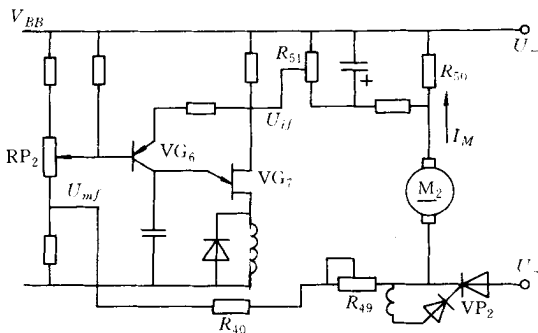 V_BB
U_−
R_51
R_50
U_if
I_M
VG_6
RP_2
VG_7
M_2
U_mf
U_−
R_49
VP_2
R_40